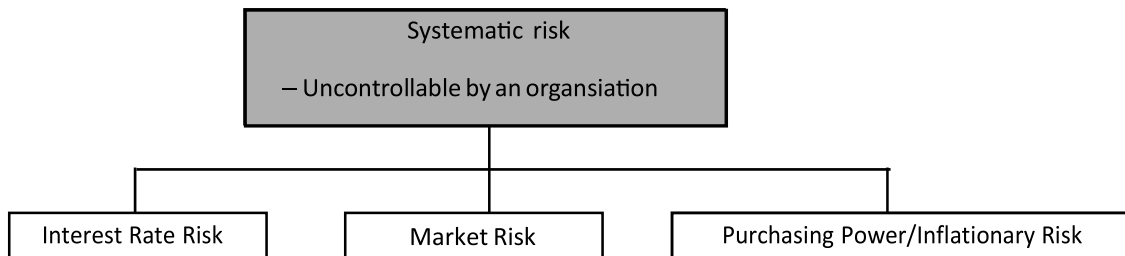 Systematic risk
– Uncontrollable by an organsiation
Interest Rate Risk
Market Risk
Purchasing Power/Inflationary Risk